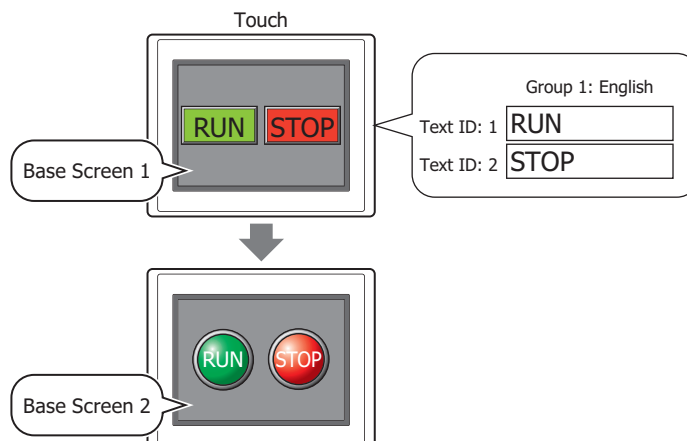 Touch
Group 1: English
RUN STOP
Text ID: 1 RUN
Text ID: 2 STOP
Base Screen 1
RUN STOP
Base Screen 2